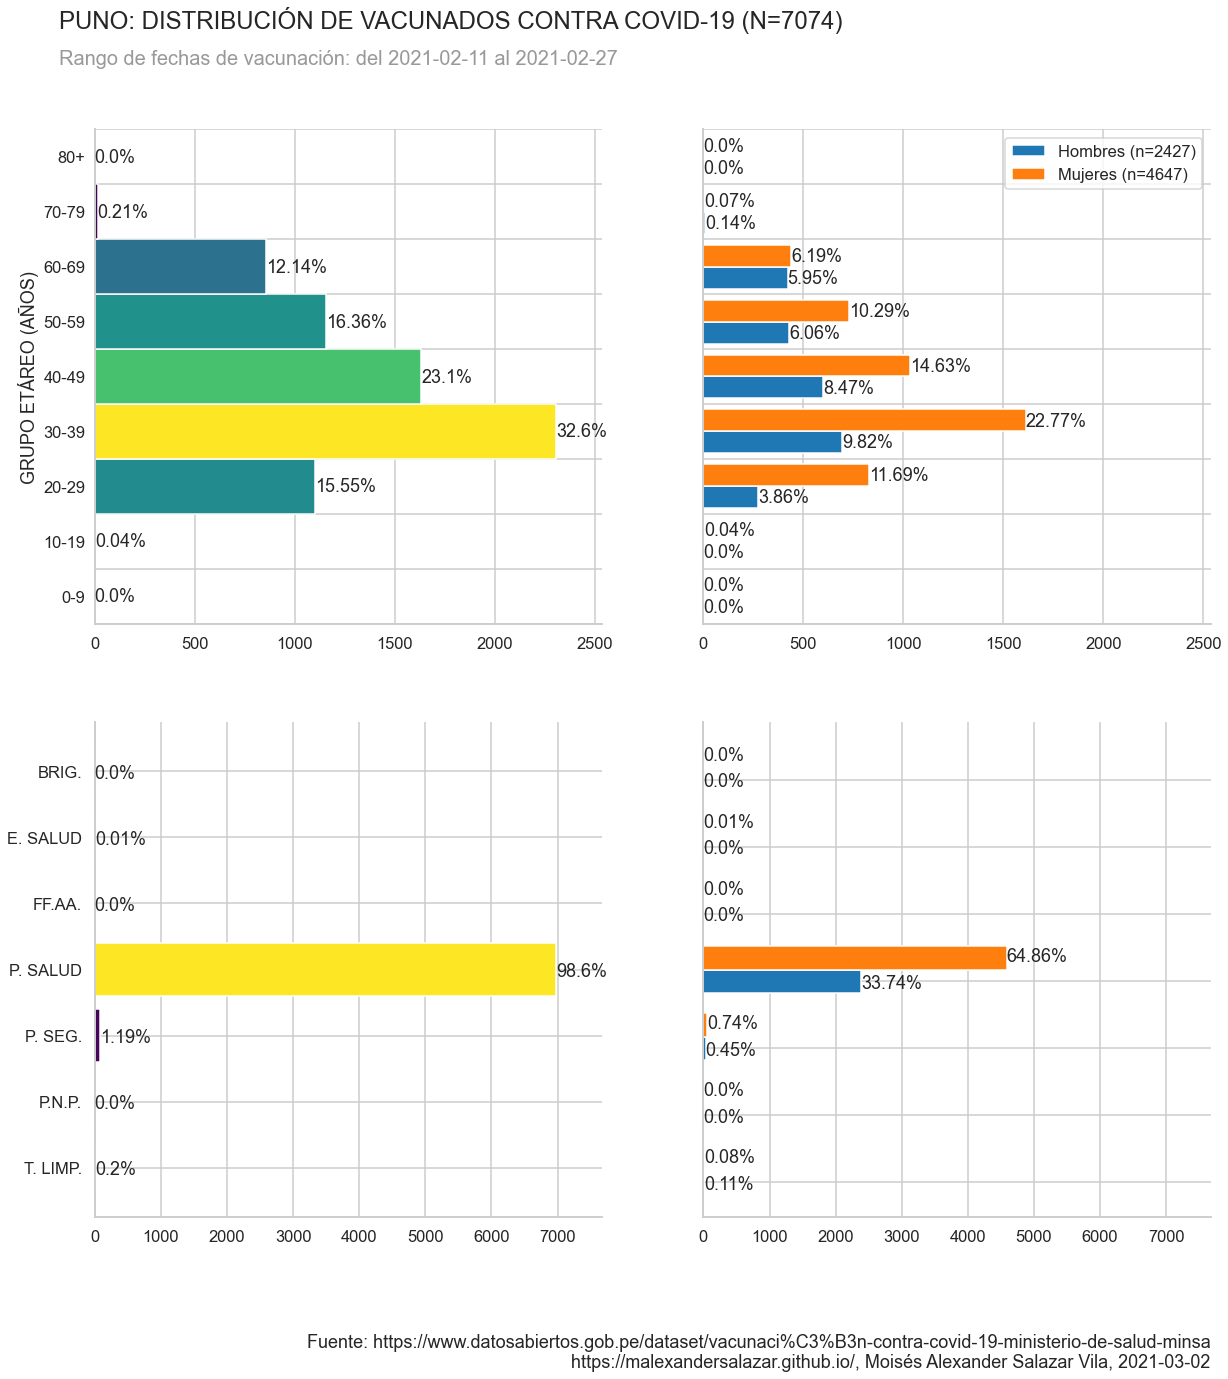 PUNO: DISTRIBUCIÓN DE VACUNADOS CONTRA COVID-19 (N=7074)
Rango de fechas de vacunación: del 2021-02-11 al 2021-02-27
GRUPO ETÁREO (AÑOS)
80+ 0.0%
70-79 0.21%
60-69 12.14%
50-59 16.36%
40-49 23.1%
30-39 32.6%
20-29 15.55%
10-19 0.04%
0-9 0.0%
0 500 1000 1500 2000 2500
Hombres (n=2427)
Mujeres (n=4647)
0.0%
0.0%
0.07%
0.14%
6.19%
5.95%
10.29%
6.06%
14.63%
8.47%
22.77%
9.82%
11.69%
3.86%
0.04%
0.0%
0.0%
0.0%
0 500 1000 1500 2000 2500
BRIG. 0.0%
E. SALUD 0.01%
FF.AA. 0.0%
P. SALUD 98.6%
P. SEG. 1.19%
P.N.P. 0.0%
T. LIMP. 0.2%
0 1000 2000 3000 4000 5000 6000 7000
0.0%
0.0%
0.01%
0.0%
0.0%
0.0%
64.86%
33.74%
0.74%
0.45%
0.0%
0.0%
0.08%
0.11%
0 1000 2000 3000 4000 5000 6000 7000
Fuente: https://www.datosabiertos.gob.pe/dataset/vacunaci%C3%B3n-contra-covid-19-ministerio-de-salud-minsa
https://malexandersalazar.github.io/, Moisés Alexander Salazar Vila, 2021-03-02